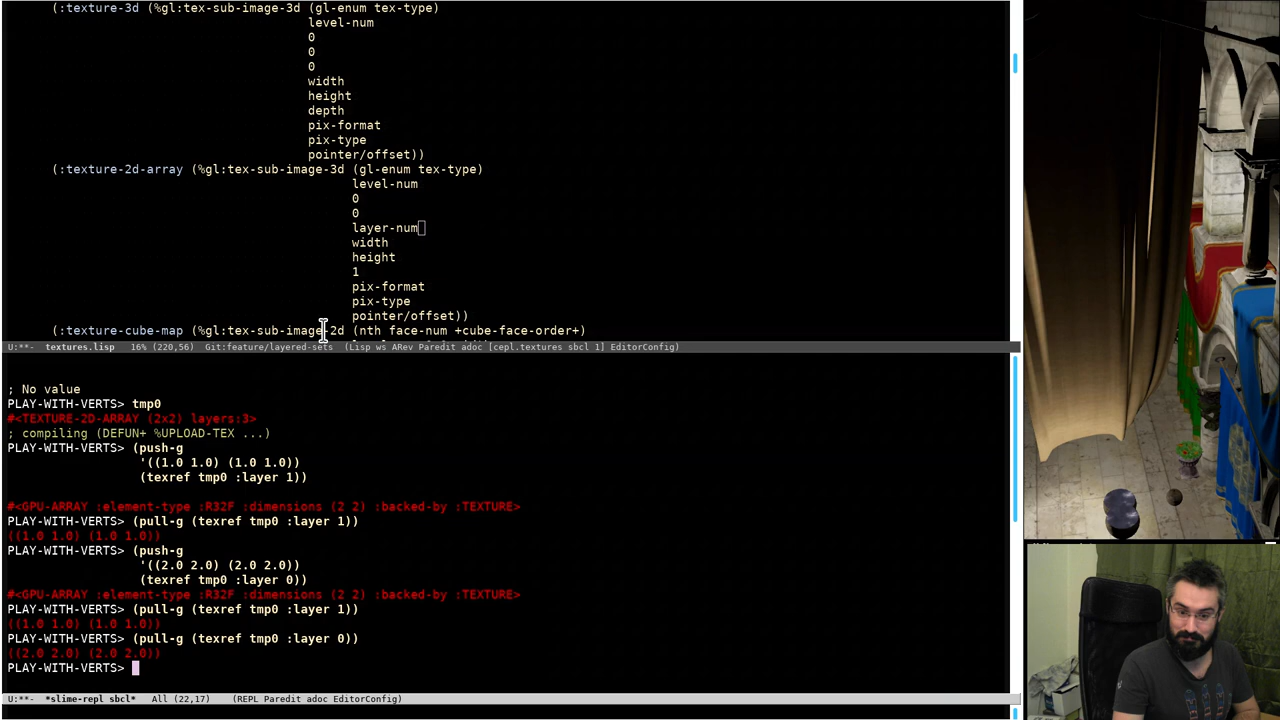 (:texture-3d (%gl:tex-sub-image-3d (gl-enum tex-type)
level-num
0
0
0
width
height
depth
pix-format
pix-type
pointer/offset))
(:texture-2d-array (%gl:tex-sub-image-3d (gl-enum tex-type)
level-num
0
0
layer-num
width
height
1
pix-format
pix-type
pointer/offset))
(:texture-cube-map (%gl:tex-sub-image-2d (nth face-num +cube-face-order+)
U:**-  textures.lisp   16% (220,56)  Git:feature/layered-sets  (Lisp ws ARev Paredit adoc [cepl.textures sbcl 1] EditorConfig)
; No value
PLAY-WITH-VERTS> tmp0
#<TEXTURE-2D-ARRAY (2x2) layers:3>
; compiling (DEFUN+ %UPLOAD-TEX ...)
PLAY-WITH-VERTS> (push-g
'((1.0 1.0) (1.0 1.0))
(texref tmp0 :layer 1))
#<GPU-ARRAY :element-type :R32F :dimensions (2 2) :backed-by :TEXTURE>
PLAY-WITH-VERTS> (pull-g (texref tmp0 :layer 1))
((1.0 1.0) (1.0 1.0))
PLAY-WITH-VERTS> (push-g
'((2.0 2.0) (2.0 2.0))
(texref tmp0 :layer 0))
#<GPU-ARRAY :element-type :R32F :dimensions (2 2) :backed-by :TEXTURE>
PLAY-WITH-VERTS> (pull-g (texref tmp0 :layer 1))
((1.0 1.0) (1.0 1.0))
PLAY-WITH-VERTS> (pull-g (texref tmp0 :layer 0))
((2.0 2.0) (2.0 2.0))
PLAY-WITH-VERTS>
U:**-  *slime-repl sbcl*   All (22,17)    (REPL Paredit adoc EditorConfig)